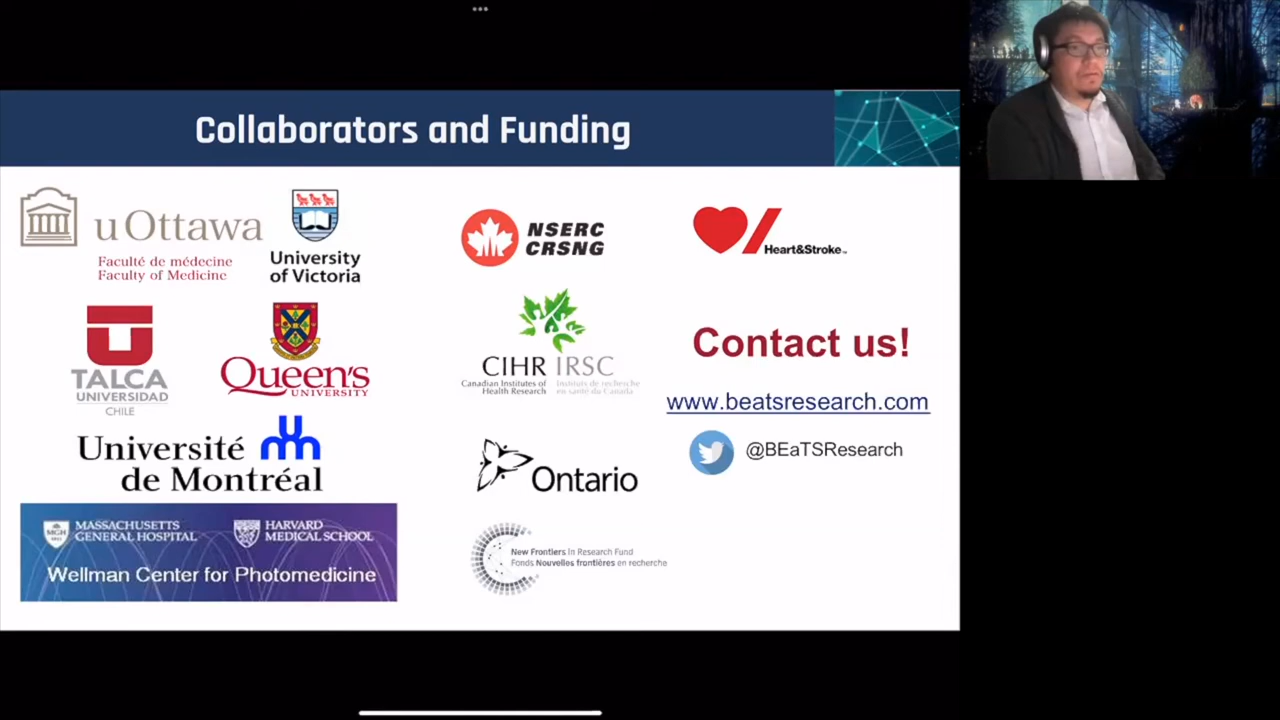 Collaborators and Funding
uOttawa
Faculté de médecine
Faculty of Medicine
University
of Victoria
TALCA
UNIVERSIDAD
CHILE
Queen's
UNIVERSITY
Université
de Montréal
MASSACHUSETTS
GENERAL HOSPITAL
HARVARD
MEDICAL SCHOOL
Wellman Center for Photomedicine
NSERC
CRSNG
CIHR IRSC
Canadian Institutes of
Health Research
Instituts de recherche
en santé du Canada
Ontario
New Frontiers in Research Fund
Fonds Nouvelles frontières en recherche
Heart&Stroke™
Contact us!
www.beatsresearch.com
@BEaTSResearch